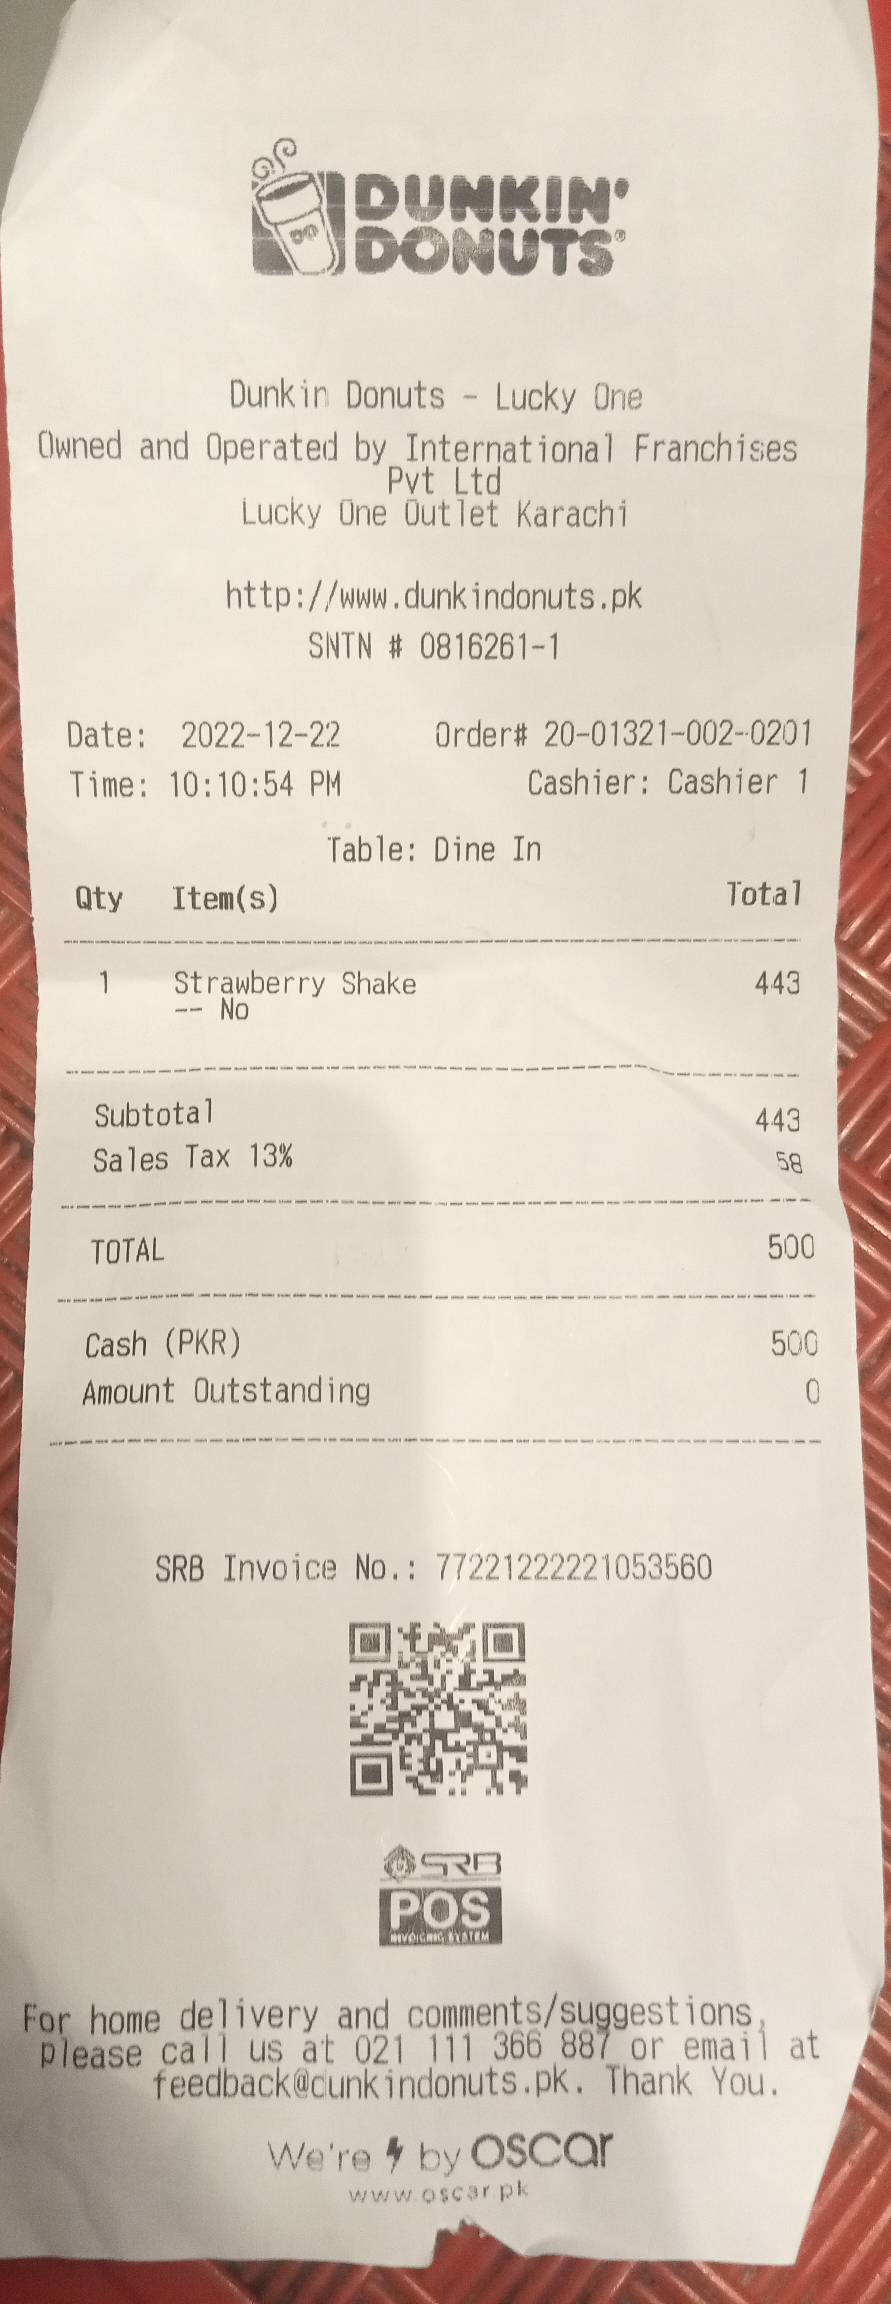 DUNKIN'
DONUTS®
Dunkin Donuts - Lucky One
Owned and Operated by International Franchises
Pvt Ltd
Lucky One Outlet Karachi
http://www.dunkindonuts.pk
SNTN # 0816261-1
Date: 2022-12-22 Order# 20-01321-002-0201
Time: 10:10:54 PM Cashier: Cashier 1
Table: Dine In
Qty Item(s) Total
1 Strawberry Shake 443
-- No
Subtotal 443
Sales Tax 13% 58
TOTAL 500
Cash (PKR) 500
Amount Outstanding 0
SRB Invoice No.: 77221222221053560
SRB
POS
INVOICING SYSTEM
For home delivery and comments/suggestions,
please call us at 021 111 366 887 or email at
feedback@dunkindonuts.pk. Thank You.
We're by oscar
www.oscar.pk